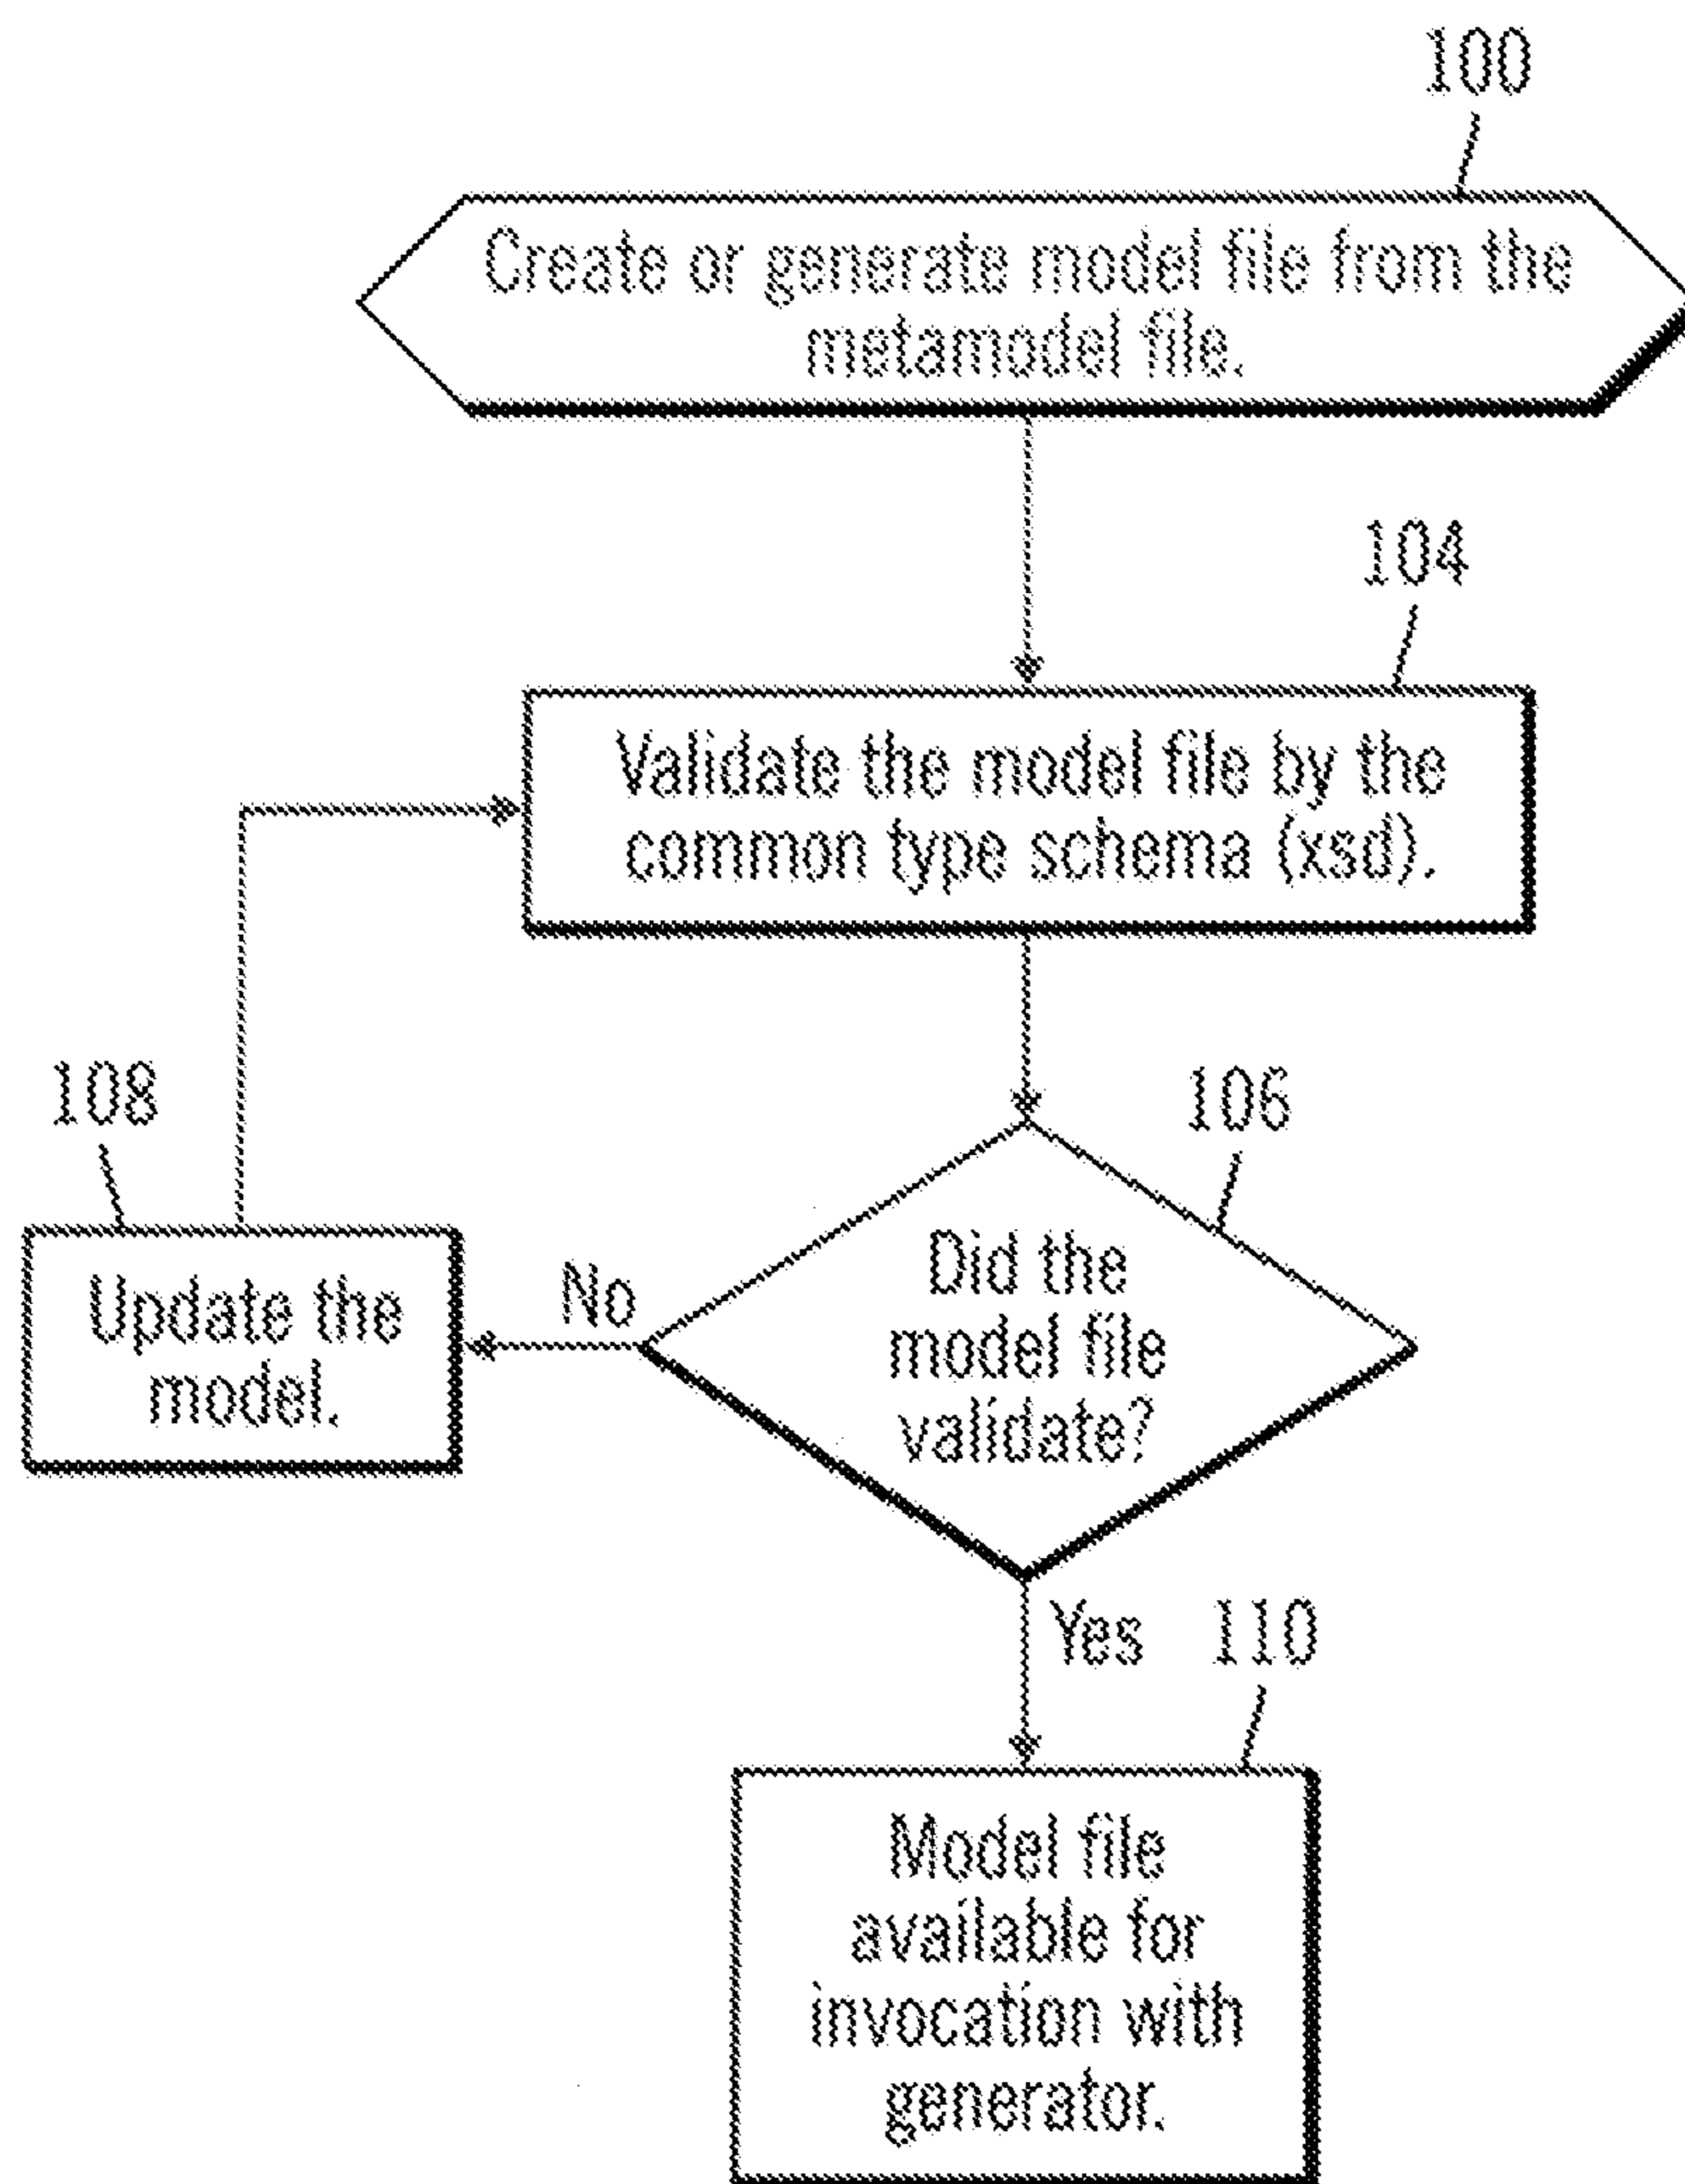 100
Create or generate model file from the
metamodel file.
104
Validate the model file by the
common type schema (xsd).
106
Did the
model file
validate?
No
108
Update the
model.
Yes
110
Model file
available for
invocation with
generator.